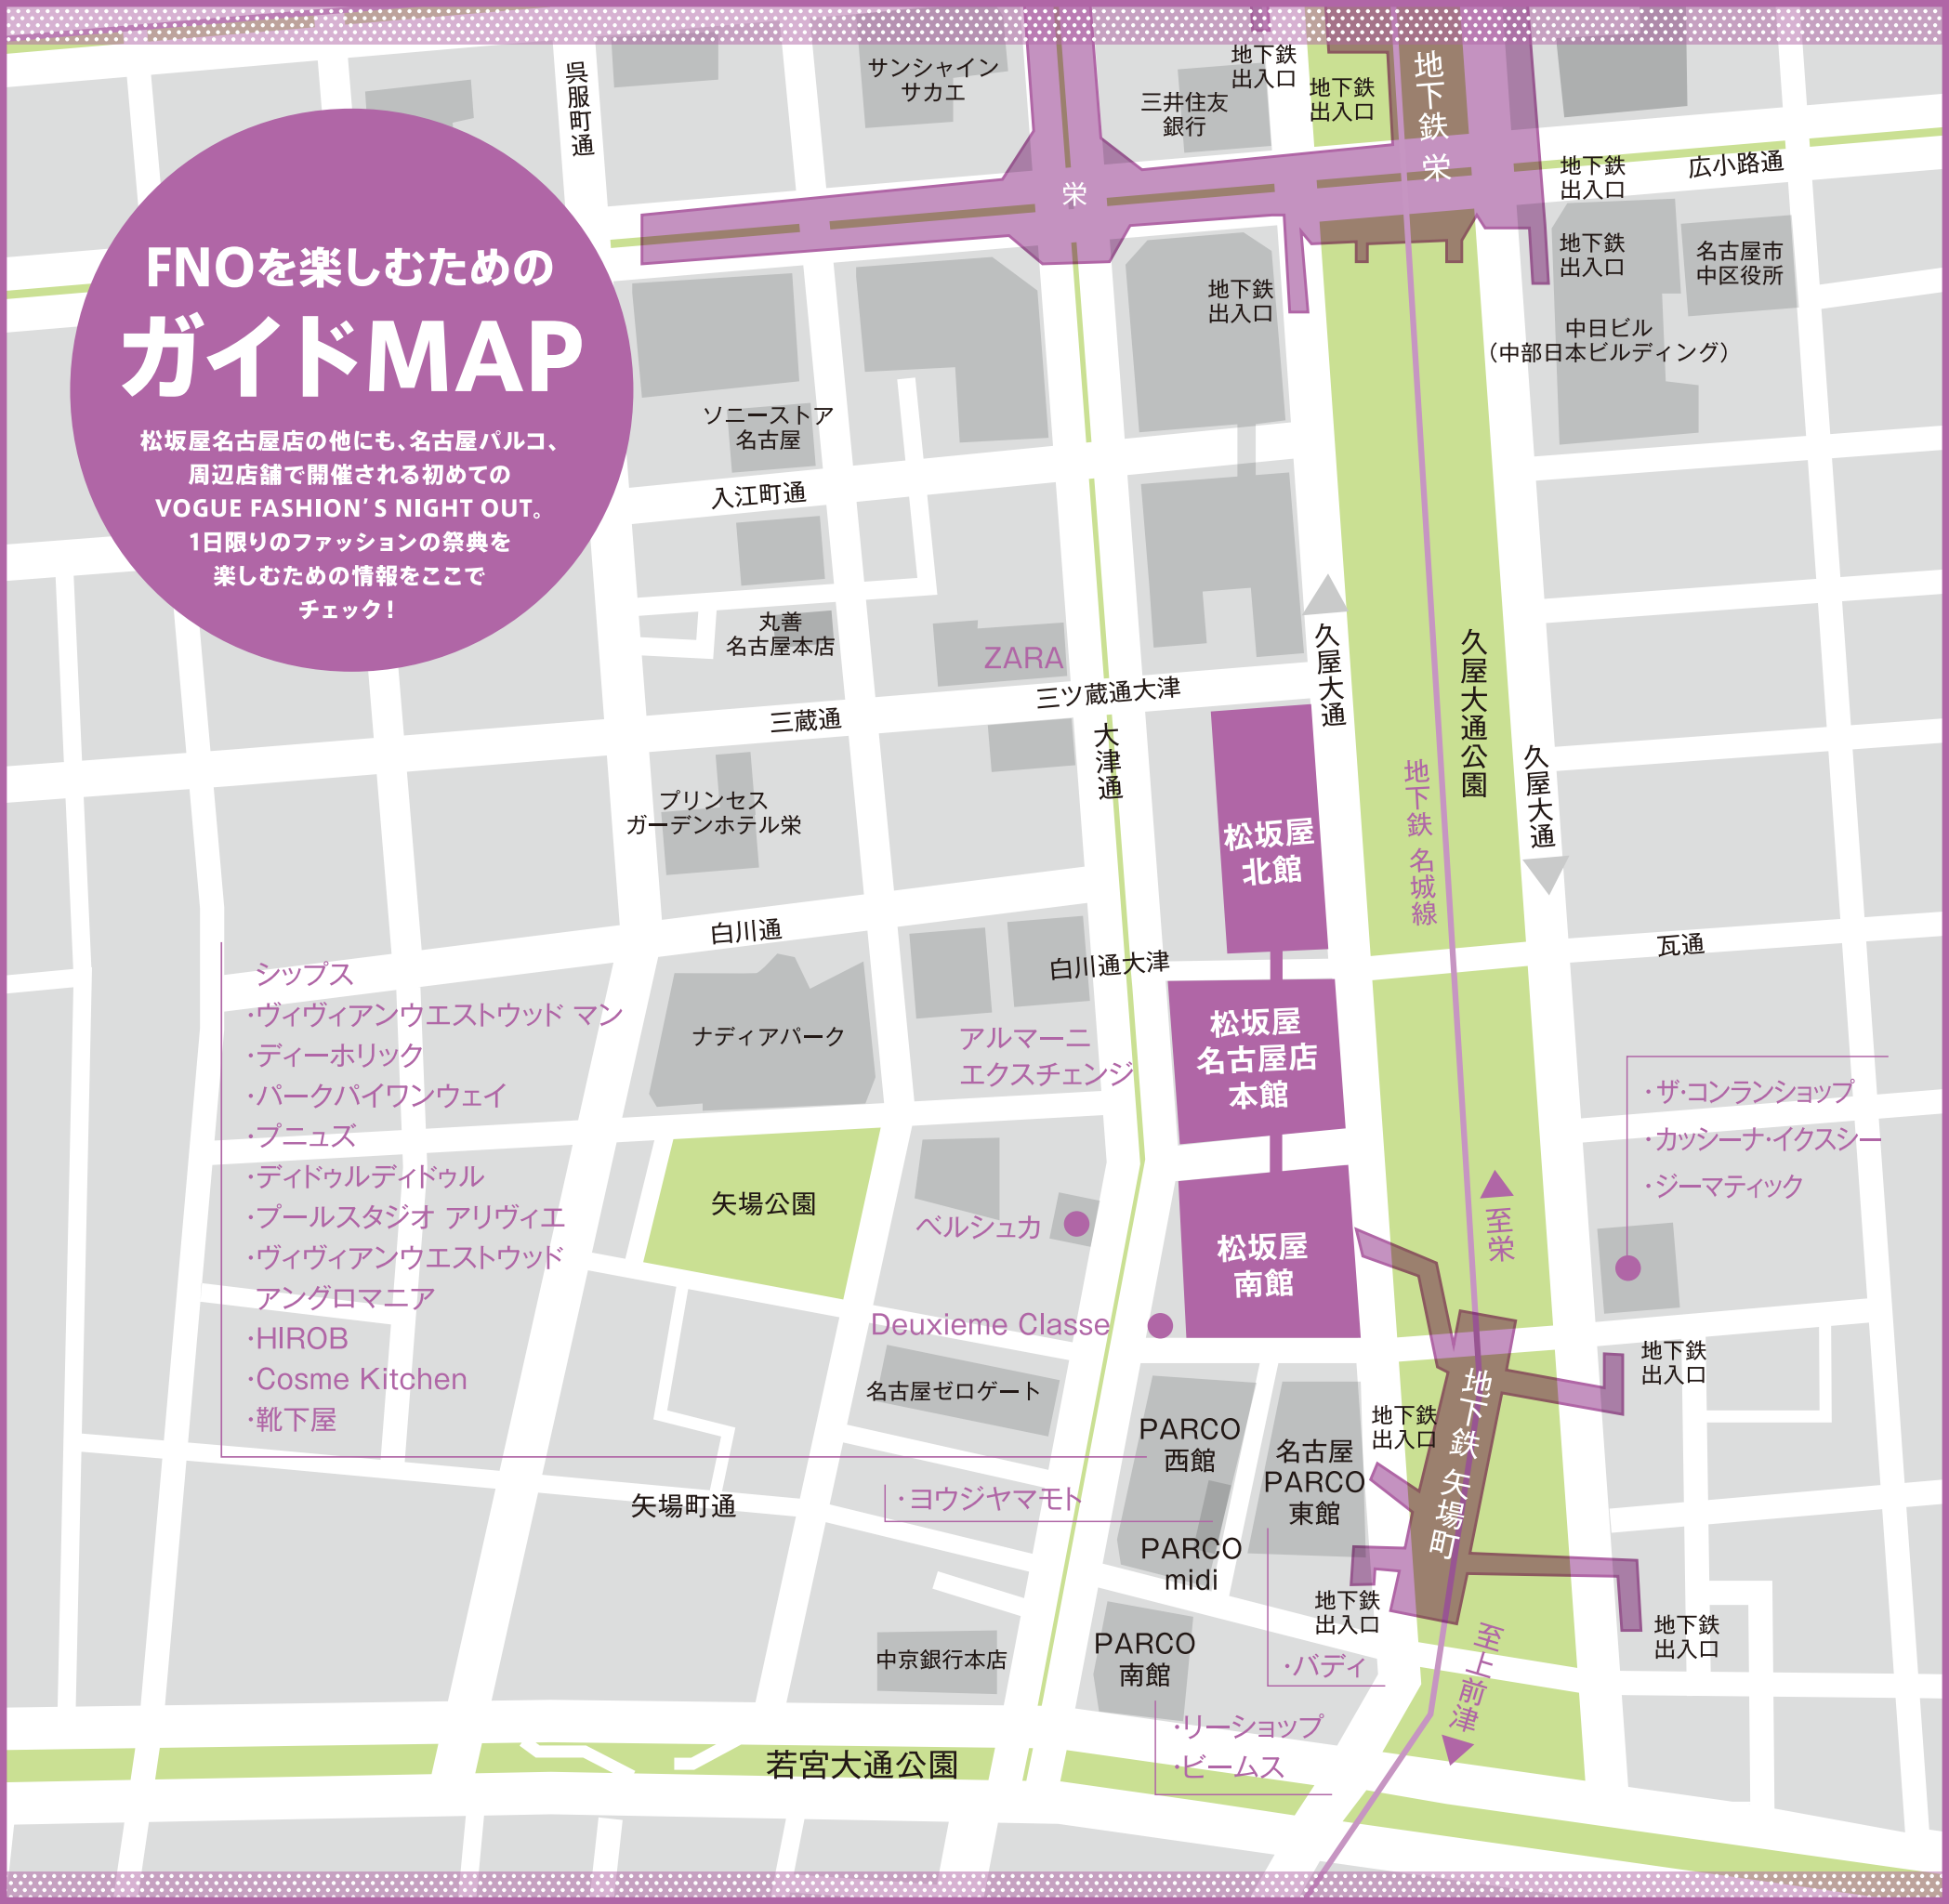 FNOを楽しむための
ガイドMAP
松坂屋名古屋店の他にも、名古屋パルコ、
周辺店舗で開催される初めての
VOGUE FASHION'S NIGHT OUT。
1日限りのファッションの祭典を
楽しむための情報をここで
チェック!
呉服町通
サンシャイン
サカエ
三井住友
銀行
地下鉄
出入口
地下鉄
出入口
地下鉄 栄
栄
地下鉄
出入口
広小路通
地下鉄
出入口
名古屋市
中区役所
地下鉄
出入口
中日ビル
(中部日本ビルディング)
ソニーストア
名古屋
入江町通
丸善
名古屋本店
ZARA
三ツ蔵通大津
三蔵通
大津通
久屋大通
久屋大通公園
久屋大通
地下鉄 名城線
プリンセス
ガーデンホテル栄
松坂屋
北館
白川通
白川通大津
瓦通
シップス
・ヴィヴィアンウエストウッド マン
・ディーホリック
・パークパイワンウェイ
・プニュズ
・ディドゥルディドゥル
・プールスタジオ アリヴィエ
・ヴィヴィアンウエストウッド
アングロマニア
・HIROB
・Cosme Kitchen
・靴下屋
ナディアパーク
アルマーニ
エクスチェンジ
松坂屋
名古屋店
本館
・ザ・コンランショップ
・カッシーナ・イクスシー
・ジーマティック
矢場公園
ベルシュカ
松坂屋
南館
至栄
Deuxieme Classe
名古屋ゼロゲート
地下鉄
出入口
地下鉄 矢場町
地下鉄
出入口
PARCO
西館
名古屋
PARCO
東館
矢場町通
・ヨウジヤマモト
PARCO
midi
地下鉄
出入口
地下鉄
出入口
中京銀行本店
PARCO
南館
・バディ
至上前津
・リーショップ
・ビームス
若宮大通公園